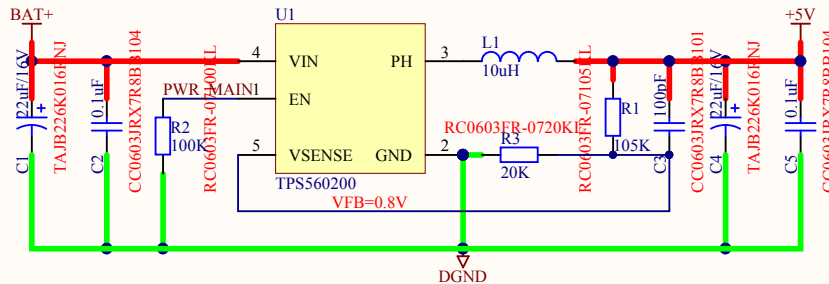 BAT+
U1
+5V
4
VIN
PH
3
L1
10uH
PWR_MAIN
1
EN
5
VSENSE
GND
2
TPS560200
VFB=0.8V
22uF/16V
TAJB226K016RNJ
C1
0.1uF
CC0603JRX7R8BB104
C2
R2
100K
RC0603FR-07100KL
RC0603FR-0720KL
R3
20K
RC0603FR-07105KL
R1
105K
100pF
CC0603JRX7R8BB101
C3
22uF/16V
TAJB226K016RNJ
C4
0.1uF
CC0603JRX7R8BB104
C5
DGND